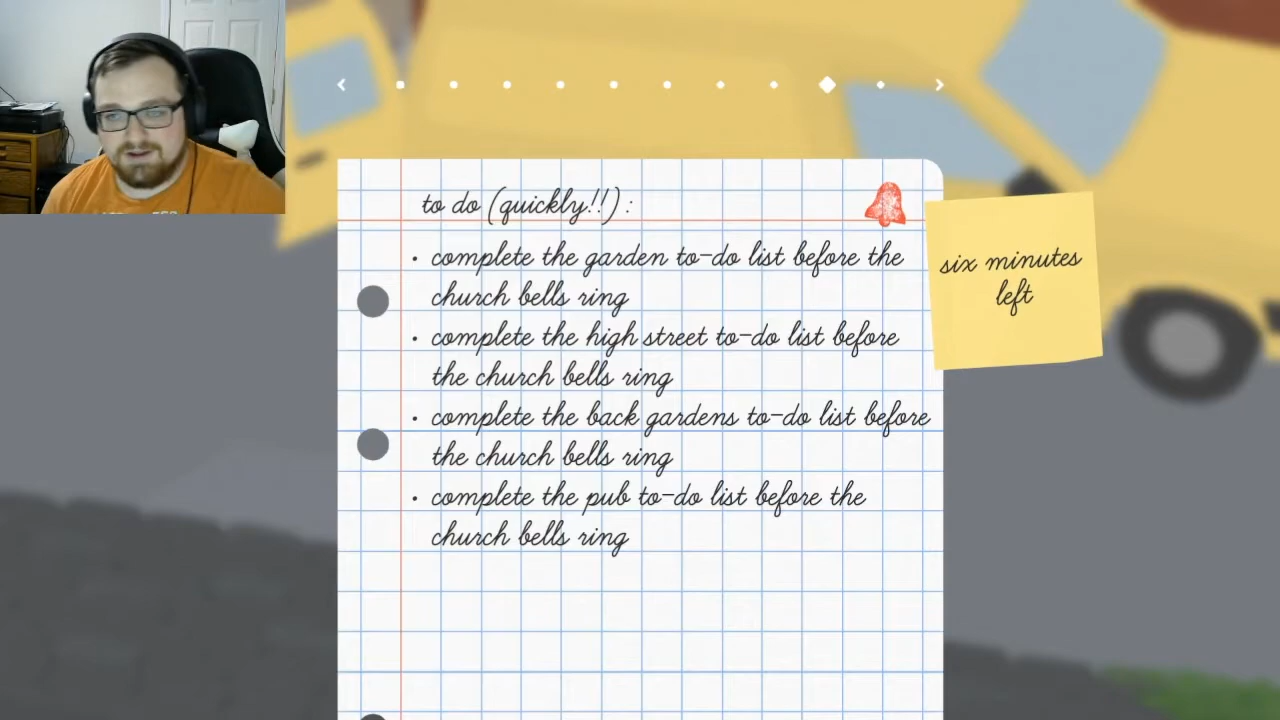 to do (quickly!!) :
• complete the garden to-do list before the
church bells ring
• complete the high street to-do list before
the church bells ring
• complete the back gardens to-do list before
the church bells ring
• complete the pub to-do list before the
church bells ring
six minutes
left